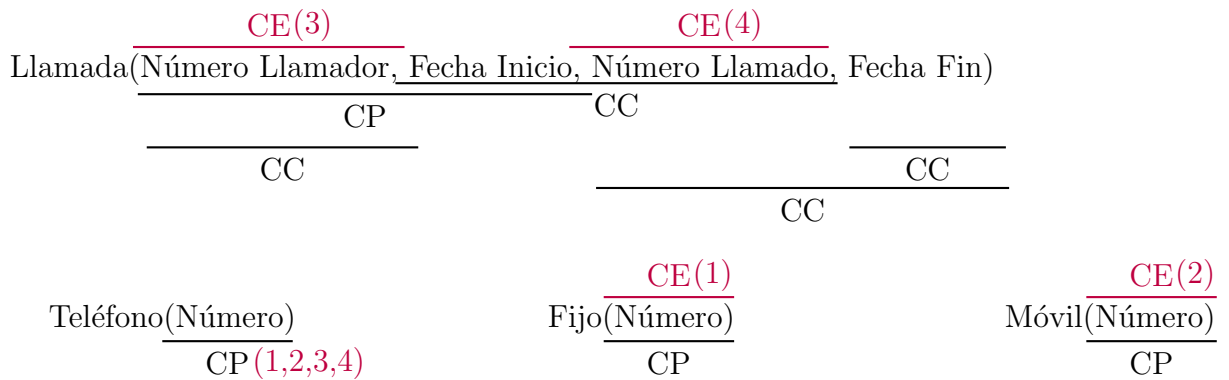 CE(3) CE(4)
Llamada(Número Llamador, Fecha Inicio, Número Llamado, Fecha Fin)
CC
CP
CC CC
CC
CE(1) CE(2)
Teléfono(Número) Fijo(Número) Móvil(Número)
CP(1,2,3,4) CP CP